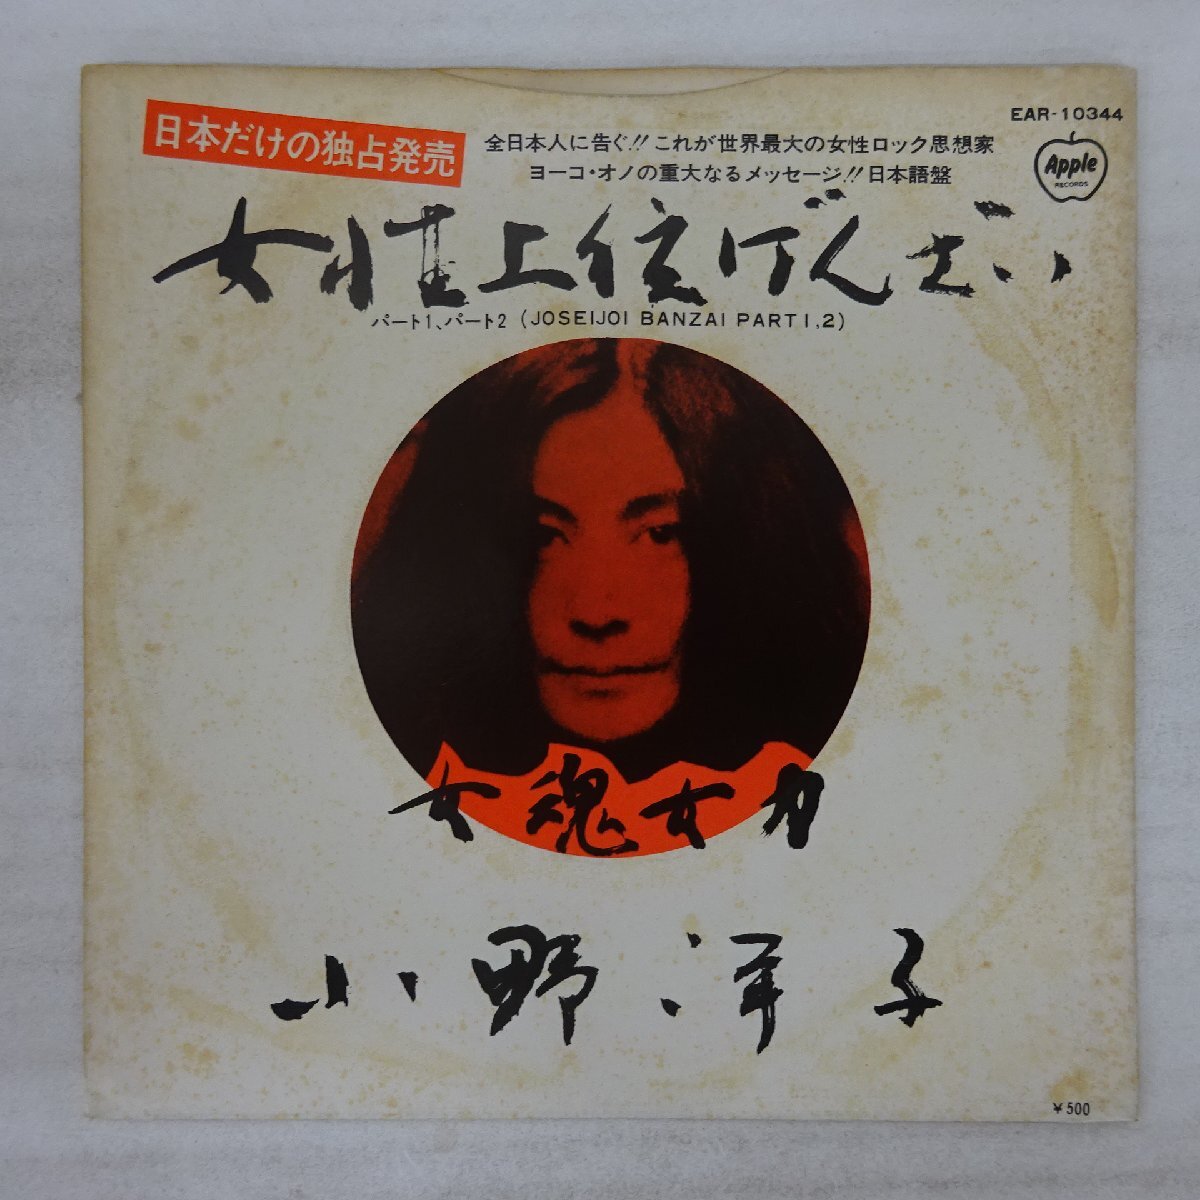 EAR-10344
日本だけの独占発売
全日本人に告ぐ!! これが世界最大の女性ロック思想家
ヨーコ・オノの重大なるメッセージ!! 日本語盤
Apple
RECORDS
女性上位ばんざい
パート1、パート2 (JOSEIJOI BANZAI PART 1, 2)
女魂女力
小野洋子
¥500